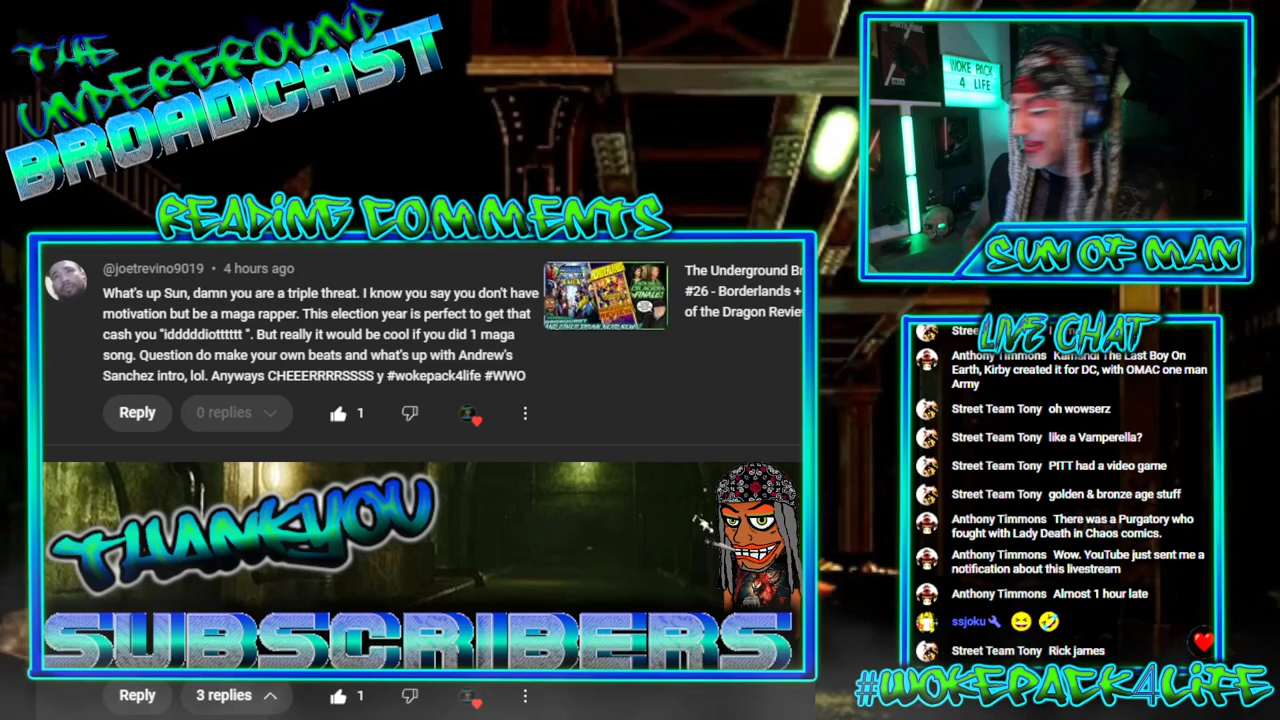 THE
UNDERGROUND
BROADCAST
READING COMMENTS
@joetrevino9019 • 4 hours ago
What's up Sun, damn you are a triple threat. I know you say you don't have
motivation but be a maga rapper. This election year is perfect to get that
cash you "idddddiottttt ". But really it would be cool if you did 1 maga
song. Question do make your own beats and what's up with Andrew's
Sanchez intro, lol. Anyways CHEEERRRRSSSS y #wokepack4life #WWO
The Underground Br
#26 - Borderlands +
of the Dragon Revie
Reply 0 replies 1
THANKYOU
SUBSCRIBERS
Reply 3 replies 1
WOKE PACK
4 LIFE
SUN OF MAN
LIVE CHAT
Stree
Anthony Timmons Kamandi The Last Boy On
Earth, Kirby created it for DC, with OMAC one man
Army
Street Team Tony oh wowserz
Street Team Tony like a Vamperella?
Street Team Tony PITT had a video game
Street Team Tony golden & bronze age stuff
Anthony Timmons There was a Purgatory who
fought with Lady Death in Chaos comics.
Anthony Timmons Wow. YouTube just sent me a
notification about this livestream
Anthony Timmons Almost 1 hour late
ssjoku 😆 🤣
Street Team Tony Rick james
#WOKEPACK4LIFE